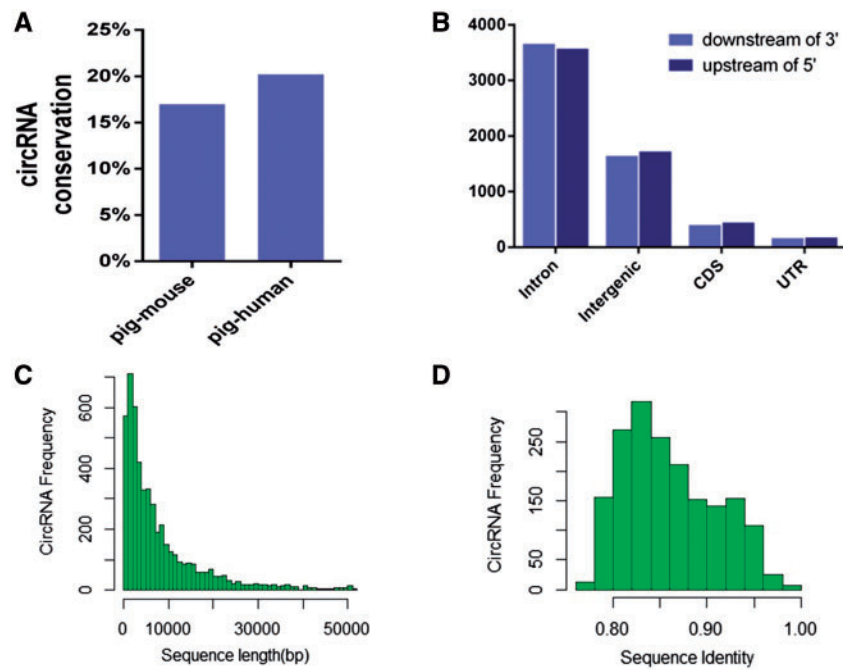 A
circRNA
conservation
25%
20%
15%
10%
5%
0%
pig-mouse
pig-human
B
4000
3000
2000
1000
0
downstream of 3'
upstream of 5'
Intron
Intergenic
CDS
UTR
C
CircRNA Frequency
600
400
200
0
0 10000 30000 50000
Sequence length(bp)
D
CircRNA Frequency
250
150
50
0
0.80 0.90 1.00
Sequence Identity